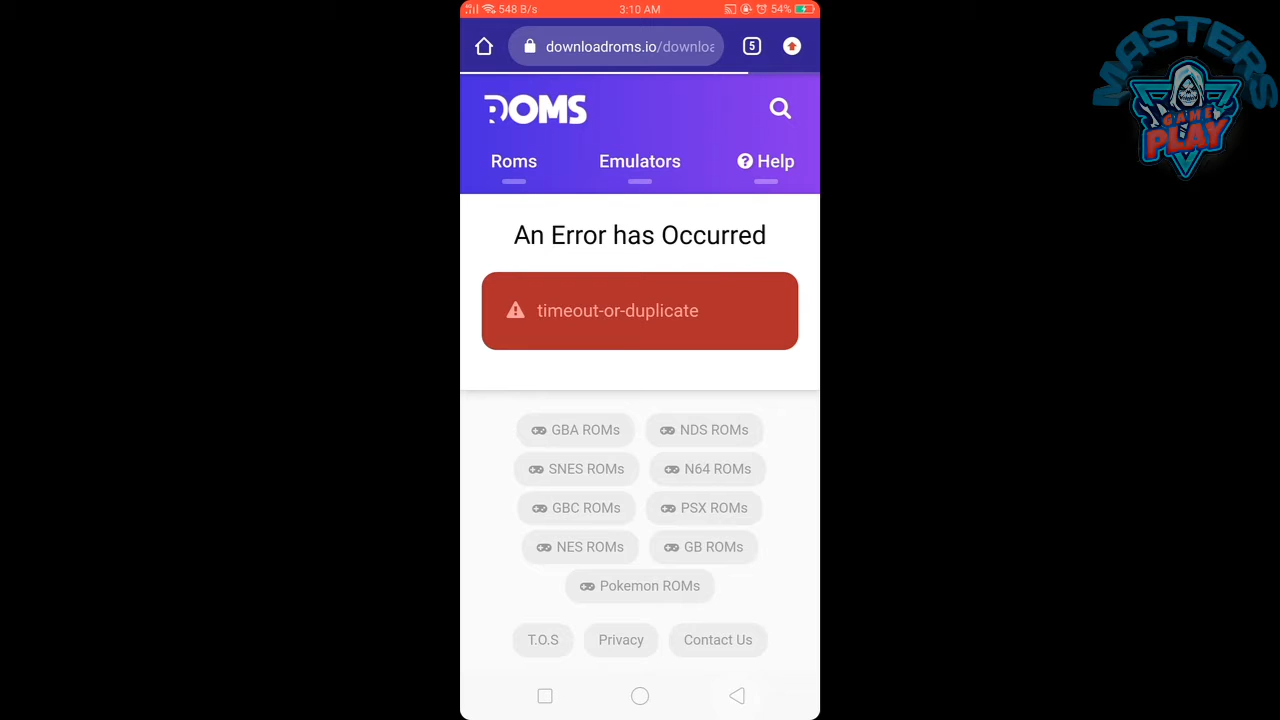 548 B/s 3:10 AM 54%
downloadroms.io/downloa
5
ROMS
Roms Emulators ? Help
An Error has Occurred
timeout-or-duplicate
GBA ROMs NDS ROMs
SNES ROMs N64 ROMs
GBC ROMs PSX ROMs
NES ROMs GB ROMs
Pokemon ROMs
T.O.S Privacy Contact Us
MASTERS
GAME
PLAY